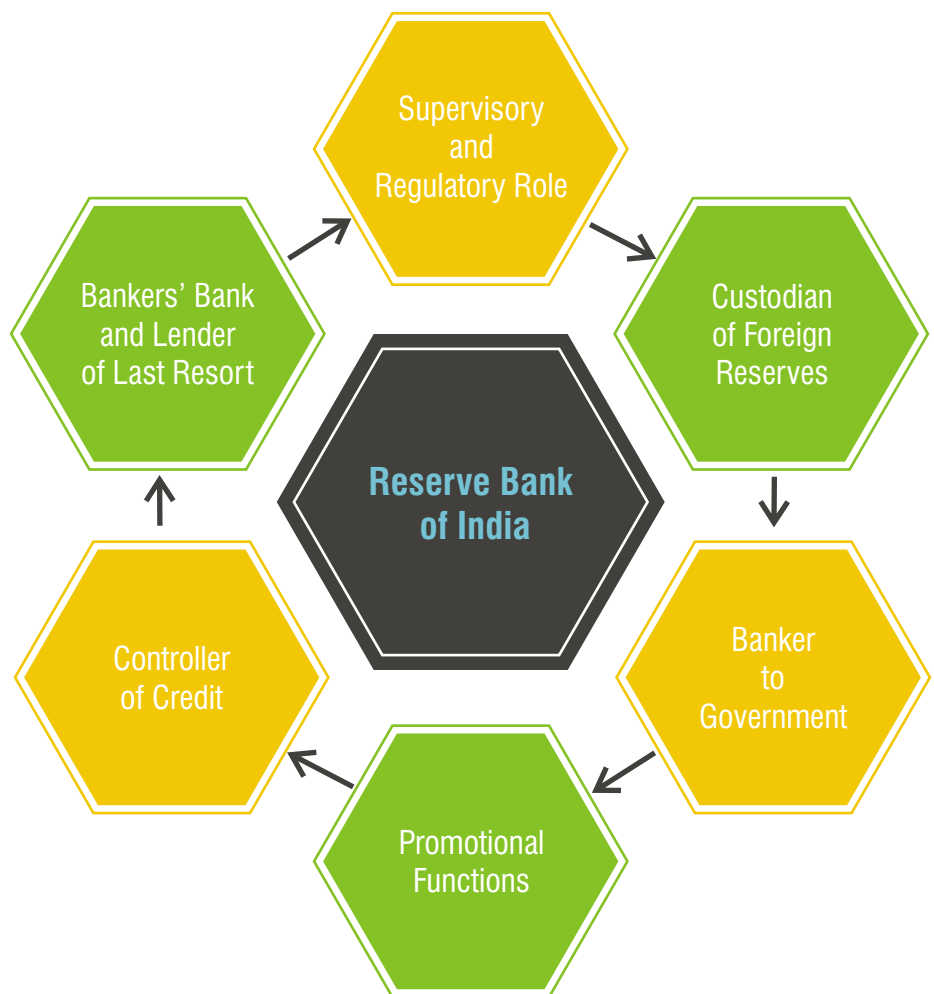 Supervisory
and
Regulatory Role
Bankers’ Bank
and Lender
of Last Resort
Custodian
of Foreign
Reserves
Reserve Bank
of India
Controller
of Credit
Banker
to
Government
Promotional
Functions